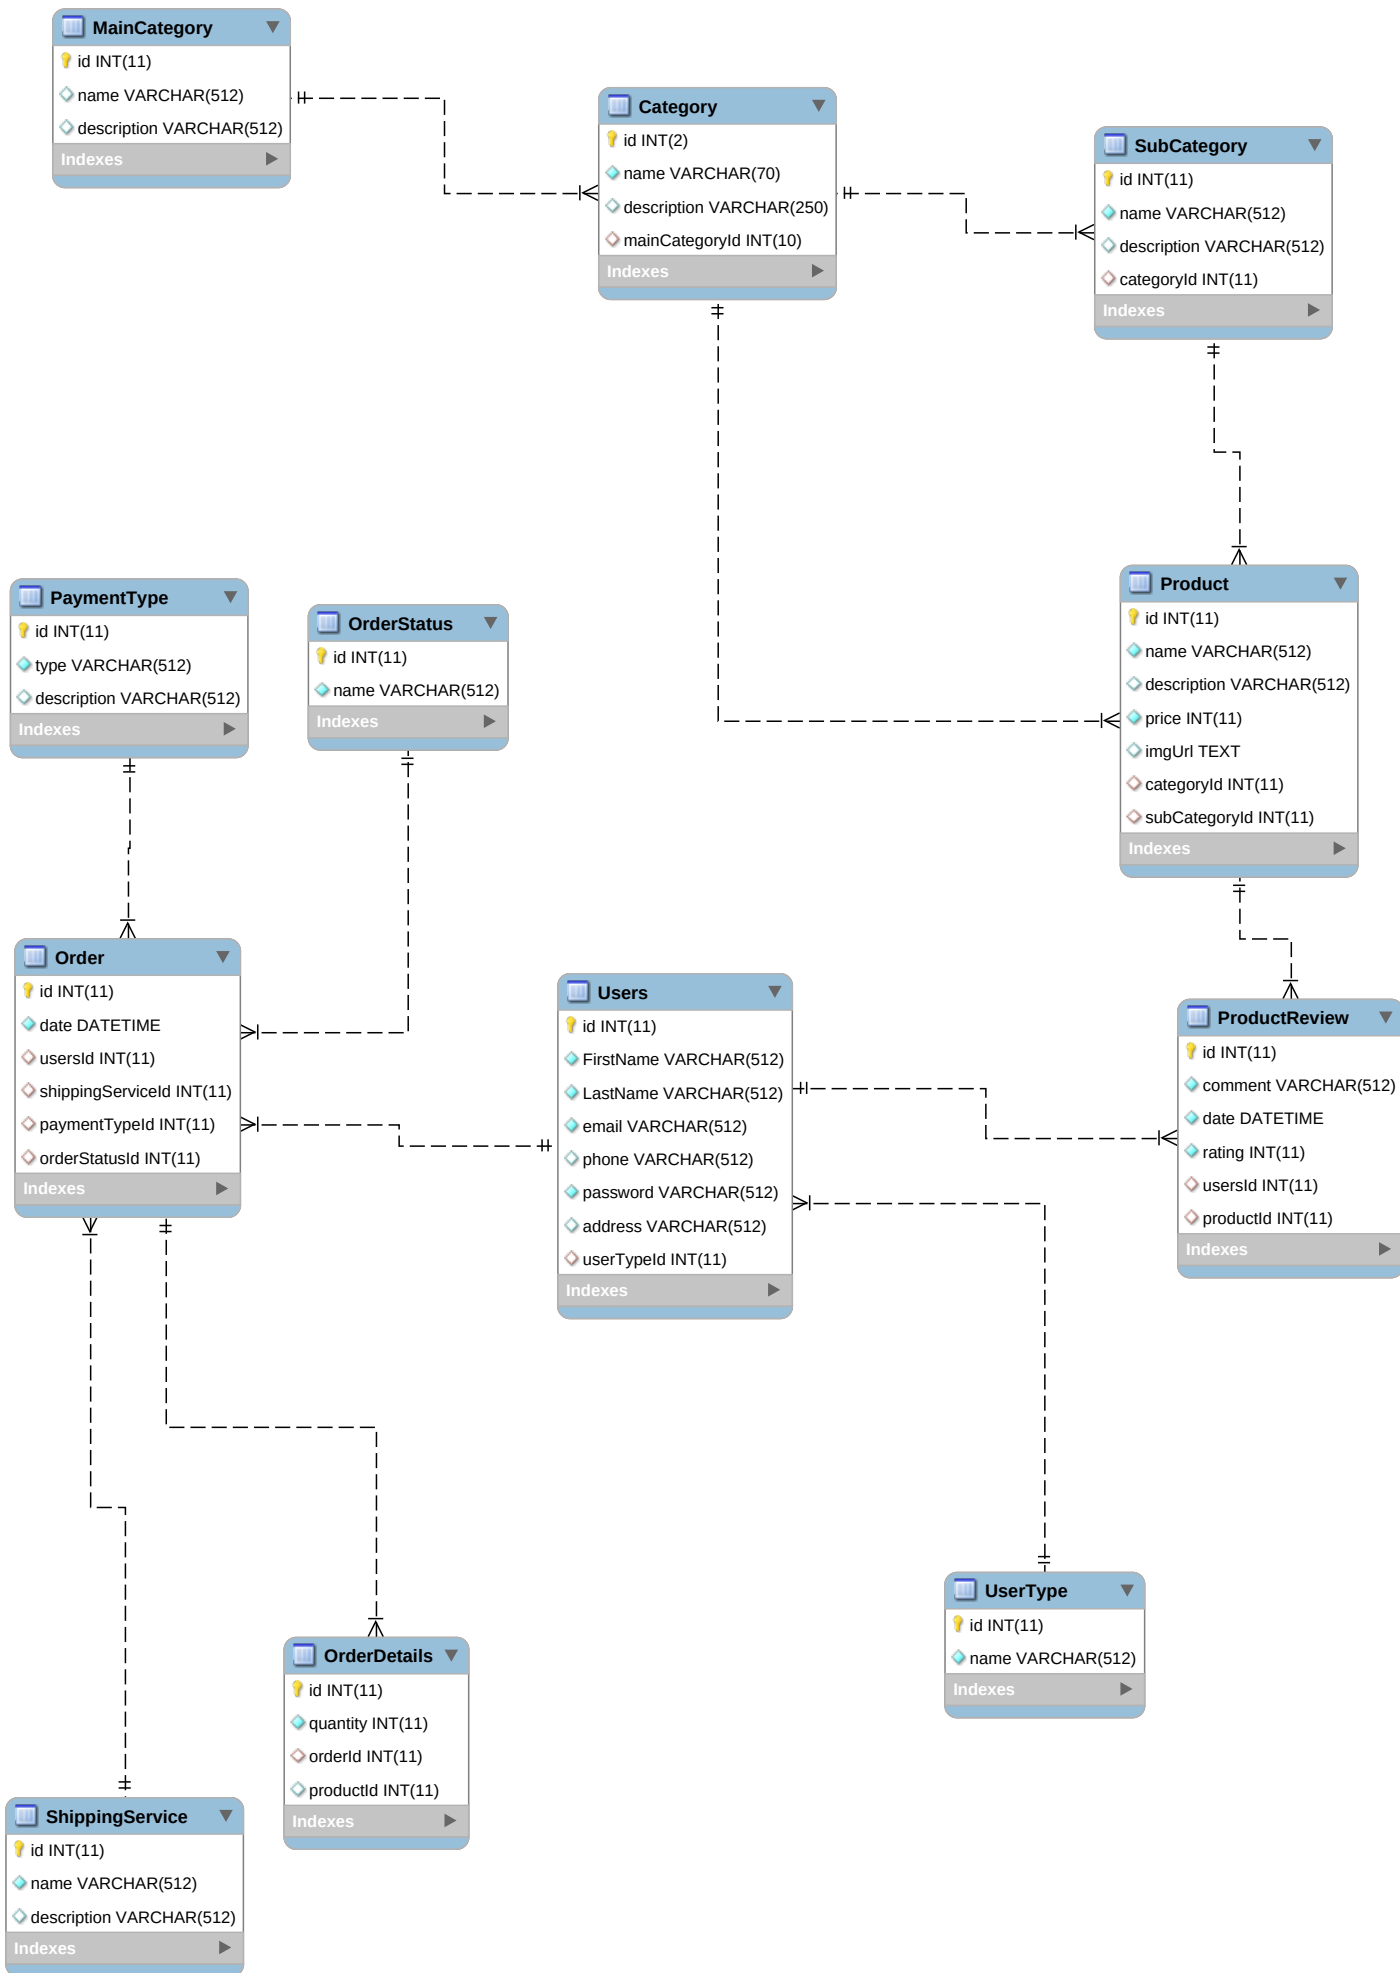 MainCategory
id INT(11)
name VARCHAR(512)
description VARCHAR(512)
Indexes
Category
id INT(2)
name VARCHAR(70)
description VARCHAR(250)
mainCategoryId INT(10)
Indexes
SubCategory
id INT(11)
name VARCHAR(512)
description VARCHAR(512)
categoryId INT(11)
Indexes
PaymentType
id INT(11)
type VARCHAR(512)
description VARCHAR(512)
Indexes
OrderStatus
id INT(11)
name VARCHAR(512)
Indexes
Product
id INT(11)
name VARCHAR(512)
description VARCHAR(512)
price INT(11)
imgUrl TEXT
categoryId INT(11)
subCategoryId INT(11)
Indexes
Order
id INT(11)
date DATETIME
usersId INT(11)
shippingServiceId INT(11)
paymentTypeId INT(11)
orderStatusId INT(11)
Indexes
Users
id INT(11)
FirstName VARCHAR(512)
LastName VARCHAR(512)
email VARCHAR(512)
phone VARCHAR(512)
password VARCHAR(512)
address VARCHAR(512)
userTypeId INT(11)
Indexes
ProductReview
id INT(11)
comment VARCHAR(512)
date DATETIME
rating INT(11)
usersId INT(11)
productId INT(11)
Indexes
UserType
id INT(11)
name VARCHAR(512)
Indexes
OrderDetails
id INT(11)
quantity INT(11)
orderId INT(11)
productId INT(11)
Indexes
ShippingService
id INT(11)
name VARCHAR(512)
description VARCHAR(512)
Indexes